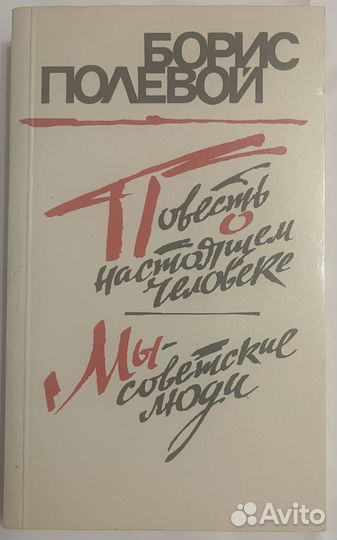 БОРИС
ПОЛЕВОЙ
Повесть
о
настоящем
человеке
Мы-
советские
люди
Avito